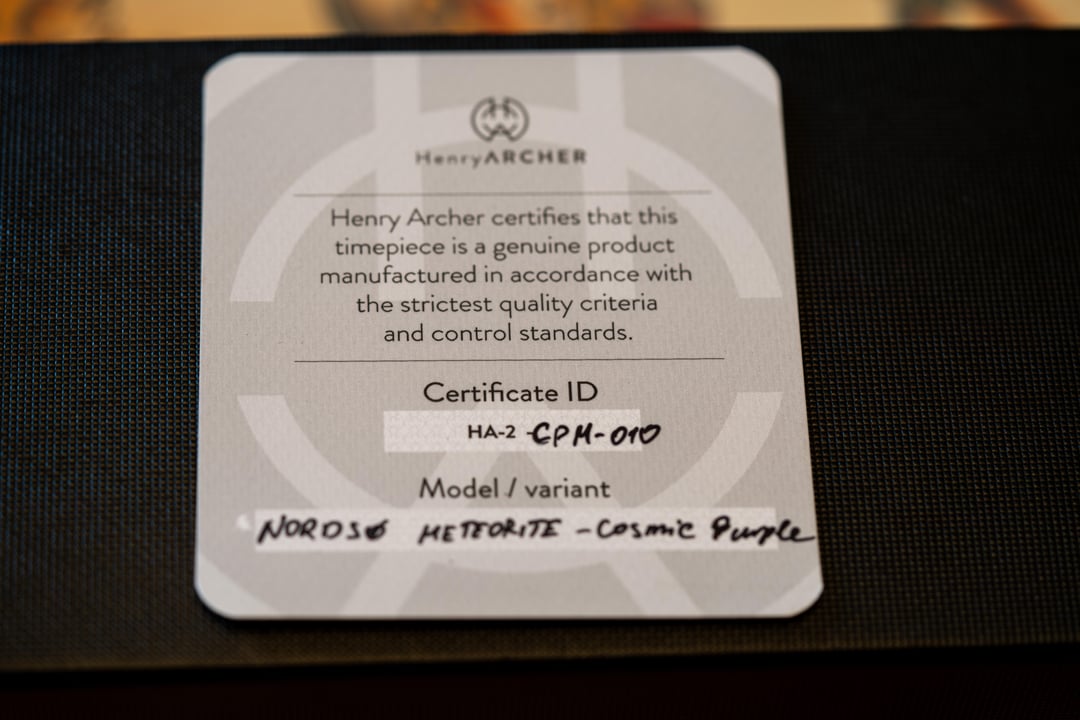 HenryARCHER
Henry Archer certifies that this
timepiece is a genuine product
manufactured in accordance with
the strictest quality criteria
and control standards.
Certificate ID
HA-2 -CPM-010
Model / variant
NORDSØ METEORITE - Cosmic Purple